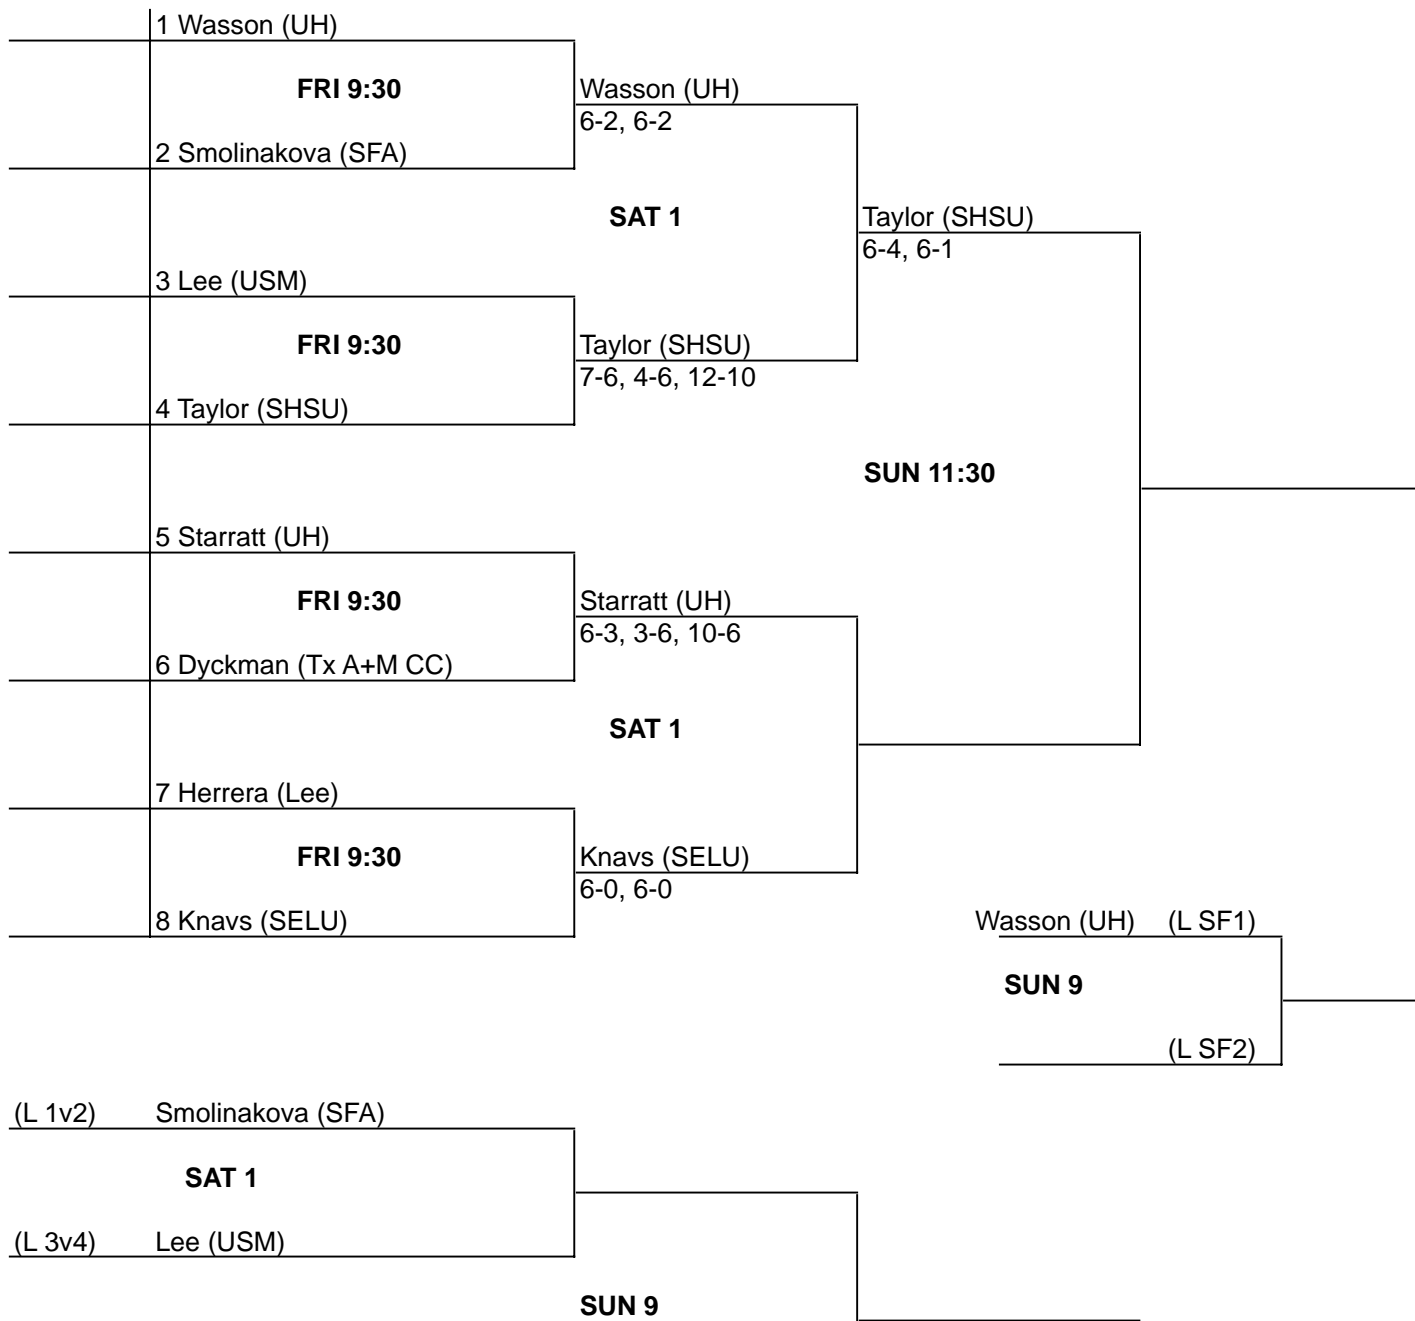 1 Wasson (UH)
FRI 9:30
Wasson (UH)
6-2, 6-2
2 Smolinakova (SFA)
SAT 1
Taylor (SHSU)
6-4, 6-1
3 Lee (USM)
FRI 9:30
Taylor (SHSU)
7-6, 4-6, 12-10
4 Taylor (SHSU)
SUN 11:30
5 Starratt (UH)
FRI 9:30
Starratt (UH)
6-3, 3-6, 10-6
6 Dyckman (Tx A+M CC)
SAT 1
7 Herrera (Lee)
FRI 9:30
Knavs (SELU)
6-0, 6-0
8 Knavs (SELU)
Wasson (UH) (L SF1)
SUN 9
(L SF2)
(L 1v2) Smolinakova (SFA)
SAT 1
(L 3v4) Lee (USM)
SUN 9